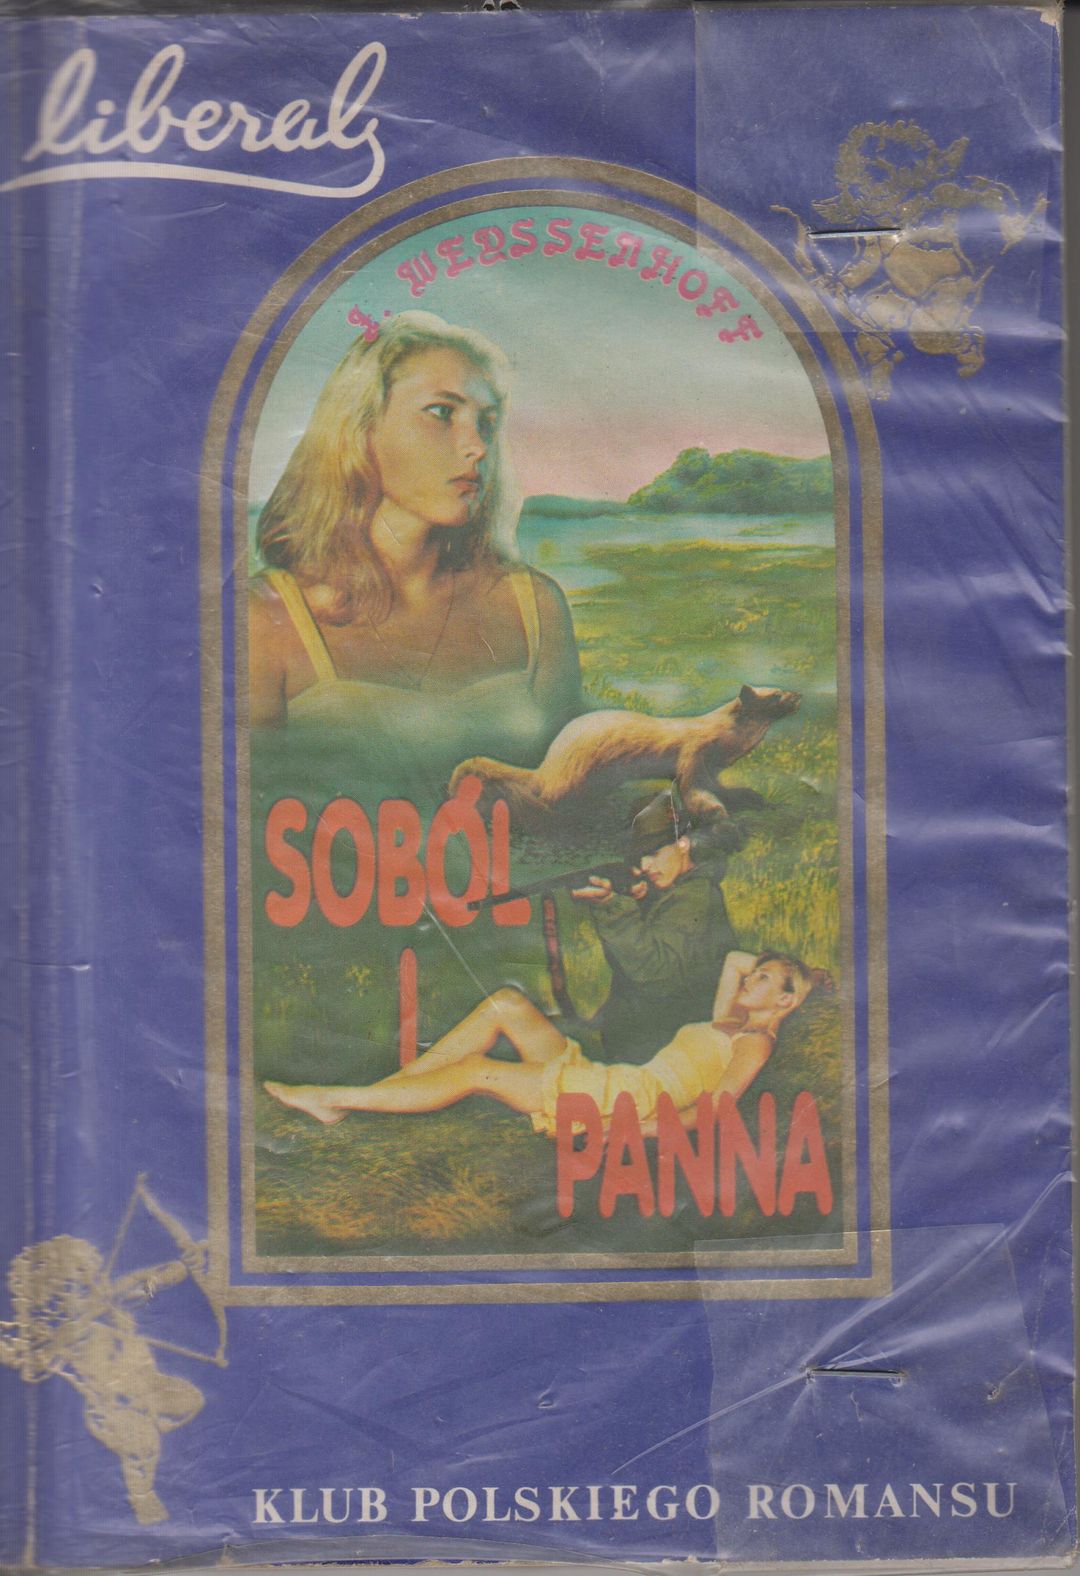 liberal
J. WEYSSENHOFF
SOBÓL
I
PANNA
KLUB POLSKIEGO ROMANSU